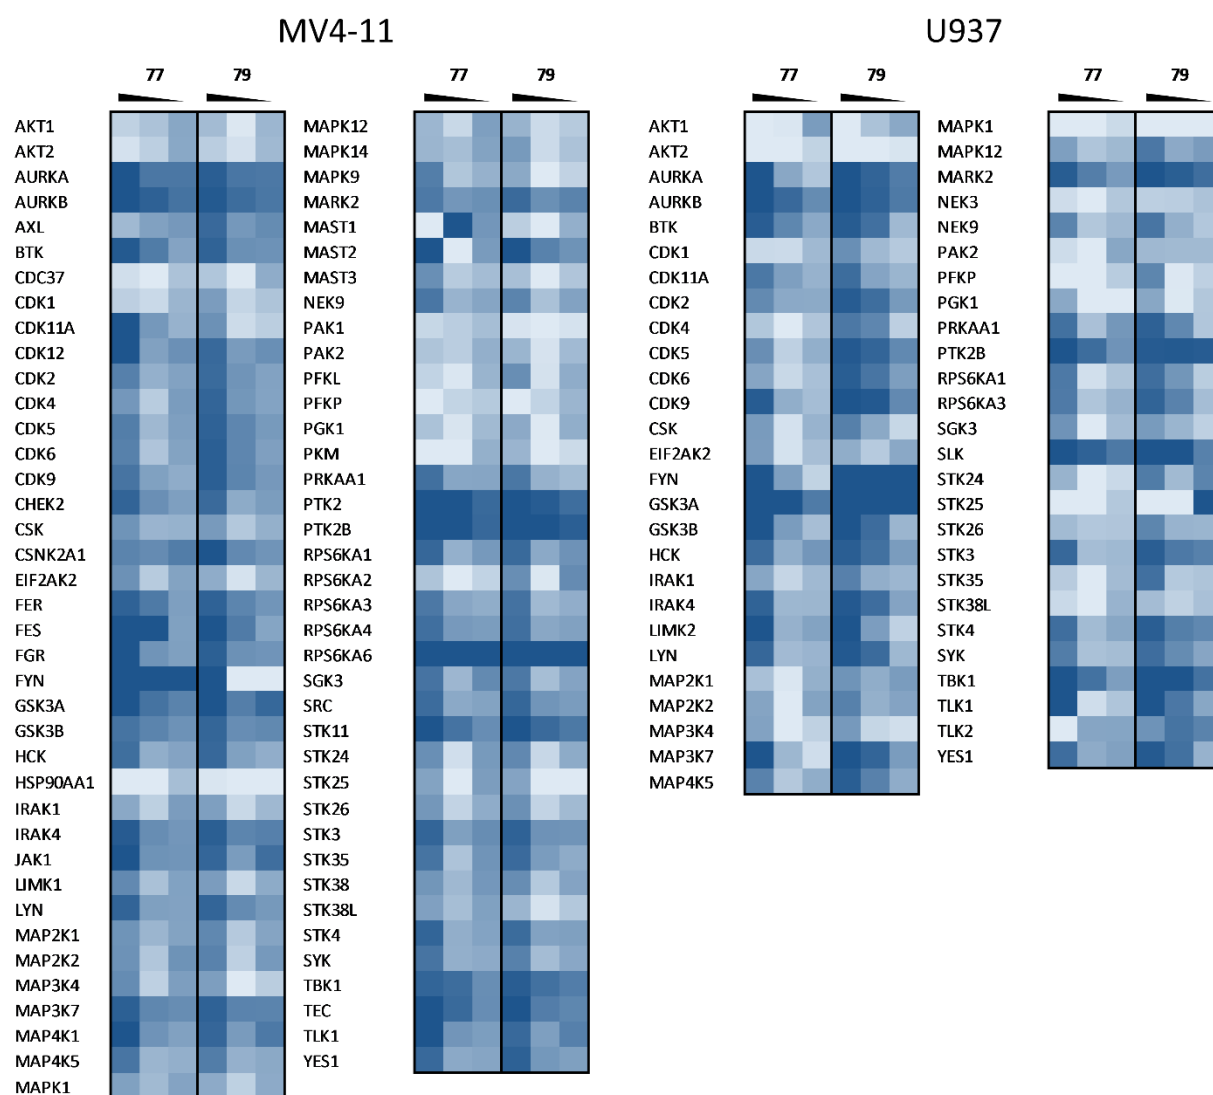 MV4-11
U937
77 79 77 79 77 79 77 79
AKT1
AKT2
AURKA
AURKB
AXL
BTK
CDC37
CDK1
CDK11A
CDK12
CDK2
CDK4
CDK5
CDK6
CDK9
CHEK2
CSK
CSNK2A1
EIF2AK2
FER
FES
FGR
FYN
GSK3A
GSK3B
HCK
HSP90AA1
IRAK1
IRAK4
JAK1
LIMK1
LYN
MAP2K1
MAP2K2
MAP3K4
MAP3K7
MAP4K1
MAP4K5
MAPK1
MAPK12
MAPK14
MAPK9
MARK2
MAST1
MAST2
MAST3
NEK9
PAK1
PAK2
PFKL
PFKP
PGK1
PKM
PRKAA1
PTK2
PTK2B
RPS6KA1
RPS6KA2
RPS6KA3
RPS6KA4
RPS6KA6
SGK3
SRC
STK11
STK24
STK25
STK26
STK3
STK35
STK38
STK38L
STK4
SYK
TBK1
TEC
TLK1
YES1
AKT1
AKT2
AURKA
AURKB
BTK
CDK1
CDK11A
CDK2
CDK4
CDK5
CDK6
CDK9
CSK
EIF2AK2
FYN
GSK3A
GSK3B
HCK
IRAK1
IRAK4
LIMK2
LYN
MAP2K1
MAP2K2
MAP3K4
MAP3K7
MAP4K5
MAPK1
MAPK12
MARK2
NEK3
NEK9
PAK2
PFKP
PGK1
PRKAA1
PTK2B
RPS6KA1
RPS6KA3
SGK3
SLK
STK24
STK25
STK26
STK3
STK35
STK38L
STK4
SYK
TBK1
TLK1
TLK2
YES1